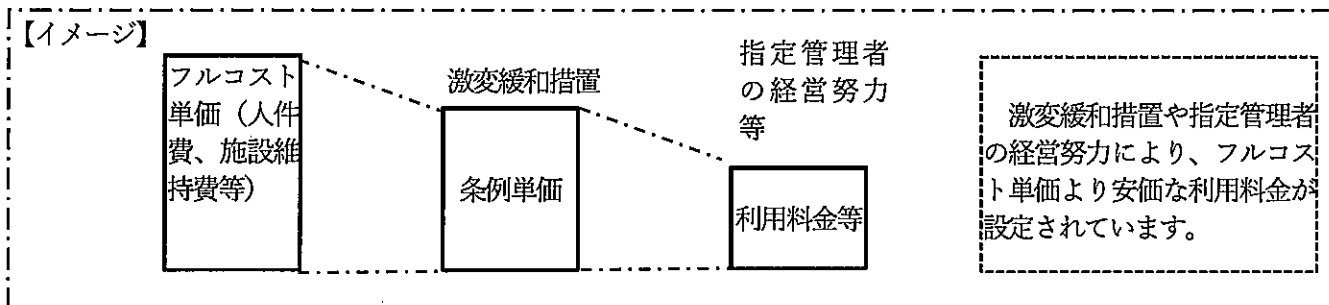 【イメージ】
フルコスト
単価（人件
費、施設維
持費等）
激変緩和措置
条例単価
指定管理者
の経営努力
等
利用料金等
激変緩和措置や指定管理者
の経営努力により、フルコス
ト単価より安価な利用料金が
設定されています。